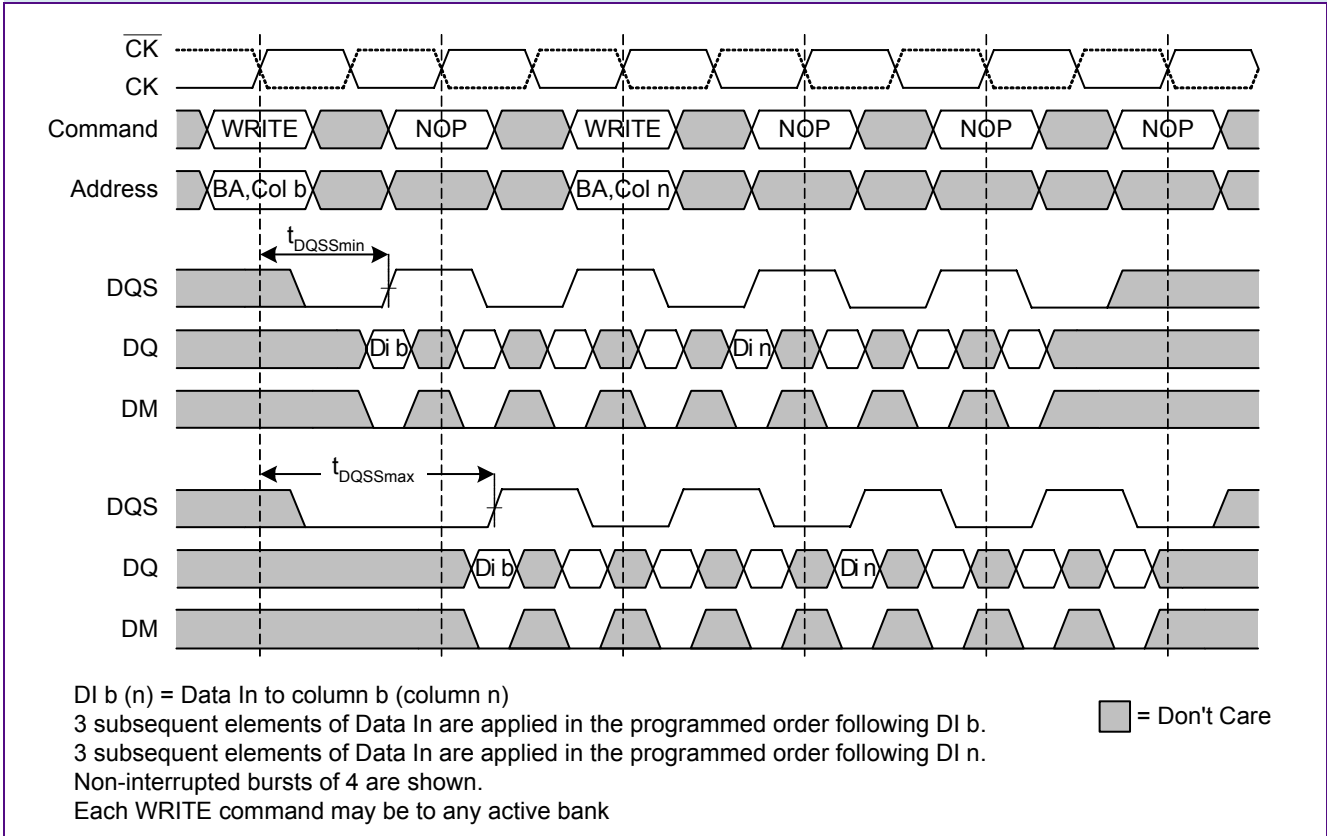 CK
CK
Command WRITE NOP WRITE NOP NOP NOP
Address BA,Col b BA,Col n
tDQSSmin
DQS
DQ Di b Di n
DM
tDQSSmax
DQS
DQ Di b Di n
DM
DI b (n) = Data In to column b (column n)
3 subsequent elements of Data In are applied in the programmed order following DI b.
3 subsequent elements of Data In are applied in the programmed order following DI n.
Non-interrupted bursts of 4 are shown.
Each WRITE command may be to any active bank
= Don't Care